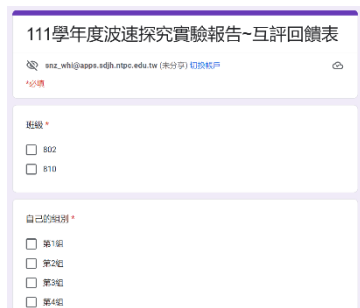 111學年度波速探究實驗報告~互評回饋表
snz_whi@apps.sdjh.ntpc.edu.tw (未分享) 切換帳戶
*必填
班級 *
802
810
自己的組別 *
第1組
第2組
第3組
第4組